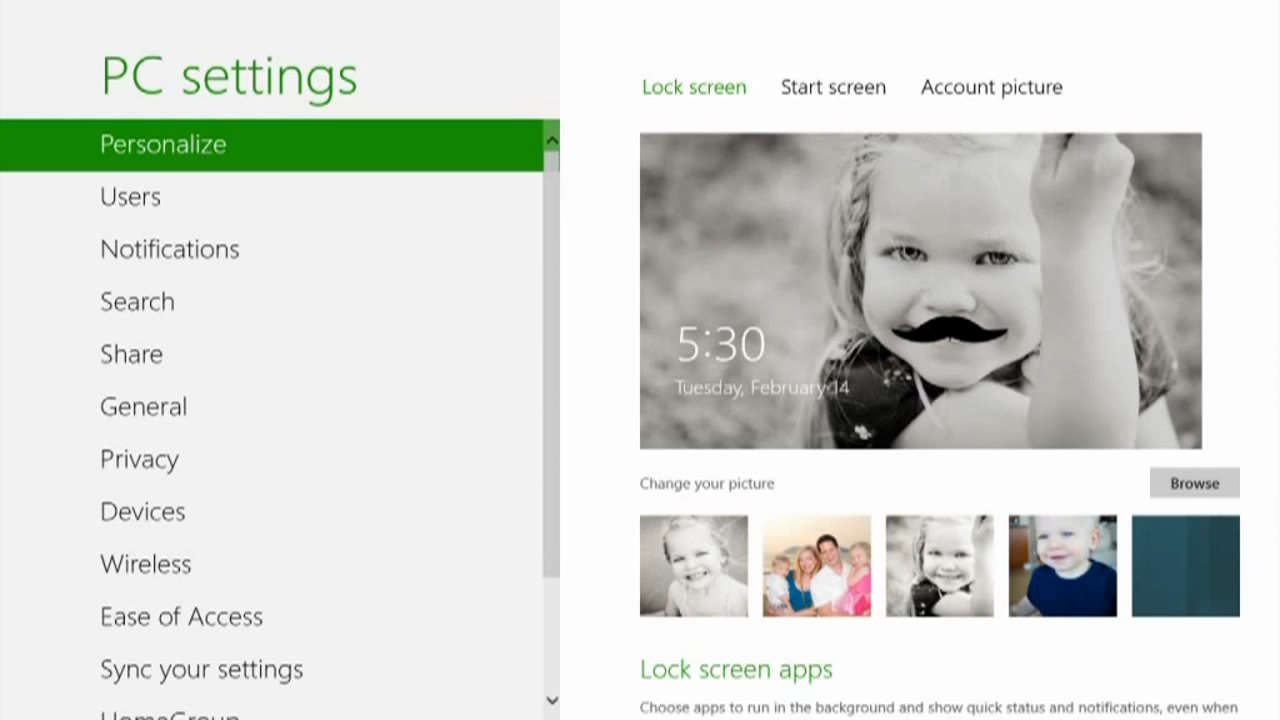 PC settings
Personalize
Users
Notifications
Search
Share
General
Privacy
Devices
Wireless
Ease of Access
Sync your settings
HomeGroup
Lock screen
Start screen
Account picture
5:30
Tuesday, February 14
Change your picture
Browse
Lock screen apps
Choose apps to run in the background and show quick status and notifications, even when